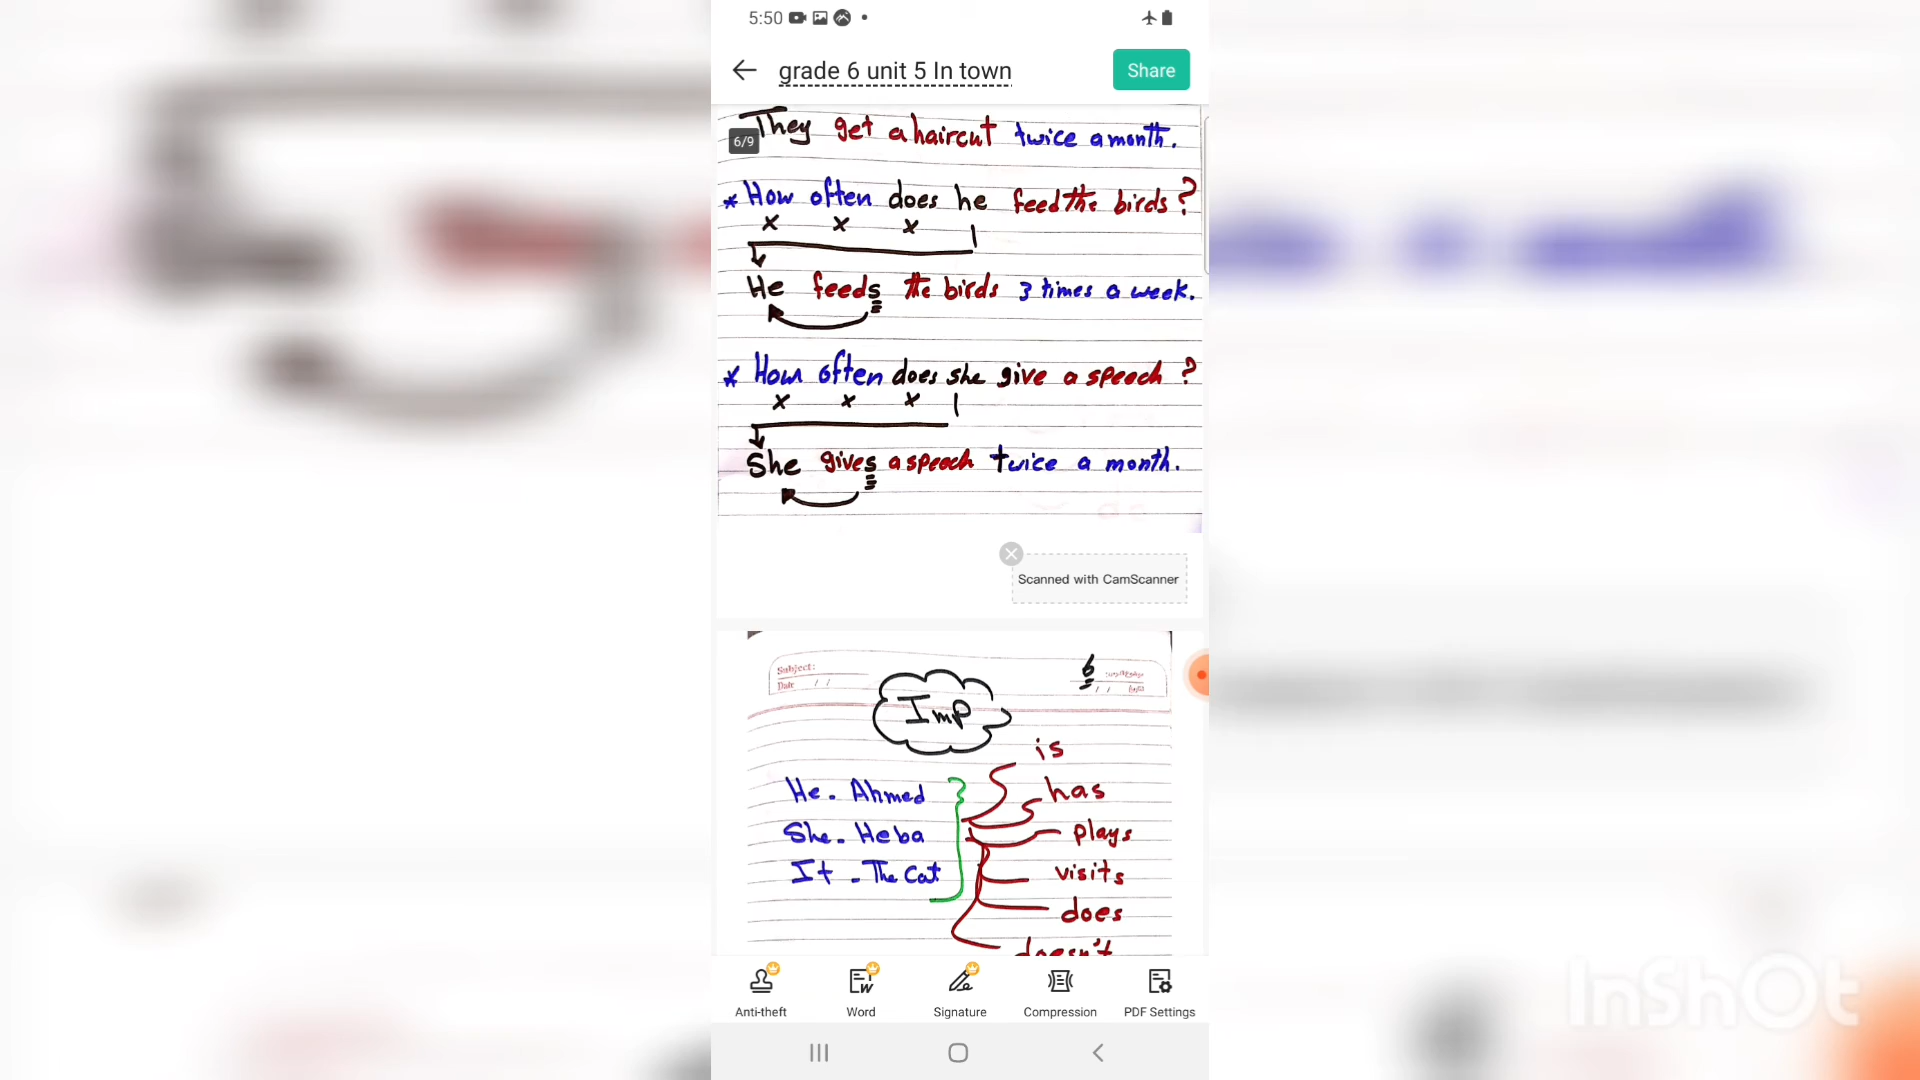 5:50
grade 6 unit 5 In town
Share
They get a haircut twice a month.
6/9
* How often does he feed the birds?
x x x
He feeds the birds 3 times a week.
* How often does she give a speech?
x x x
She gives a speech twice a month.
Scanned with CamScanner
Subject:
Date / /
6
Imp
is
He. Ahmed
has
She. Heba
plays
It - The Cat
visits
does
doesn't
Anti-theft
Word
Signature
Compression
PDF Settings
InShOt